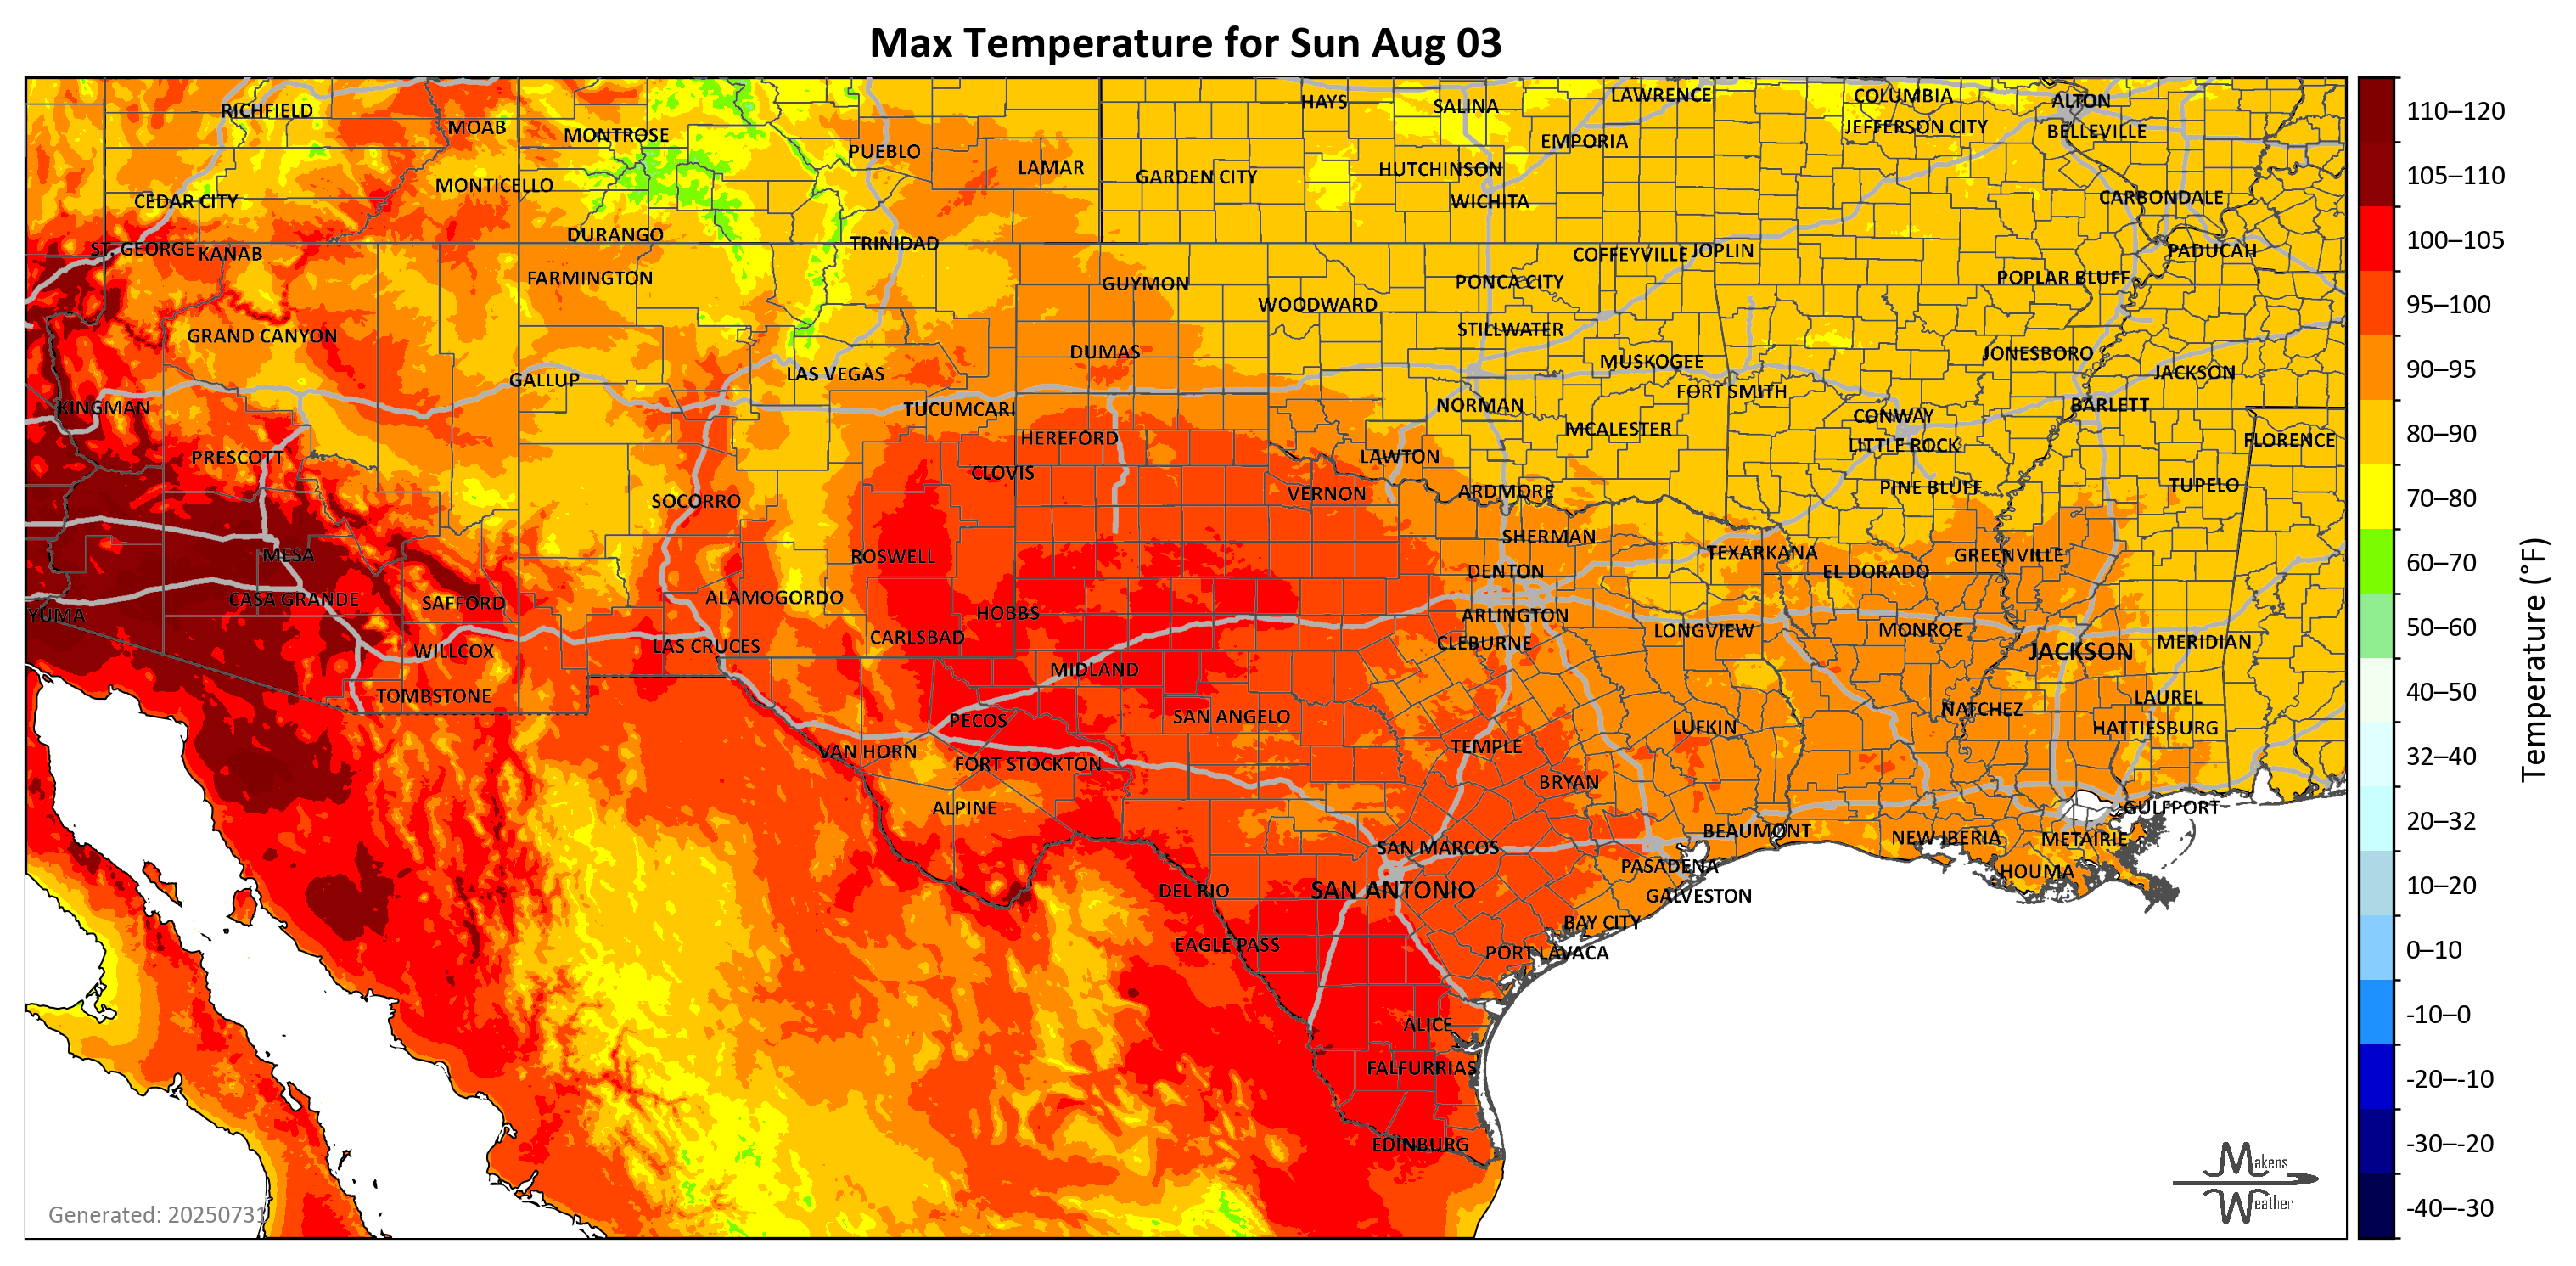 Max Temperature for Sun Aug 03
RICHFIELD
MOAB
MONTROSE
PUEBLO
LAMAR
HAYS
SALINA
LAWRENCE
COLUMBIA
ALTON
JEFFERSON CITY
BELLEVILLE
EMPORIA
HUTCHINSON
GARDEN CITY
MONTICELLO
CEDAR CITY
WICHITA
CARBONDALE
DURANGO
TRINIDAD
ST. GEORGE
KANAB
COFFEYVILLE
JOPLIN
PADUCAH
FARMINGTON
GUYMON
PONCA CITY
POPLAR BLUFF
WOODWARD
STILLWATER
GRAND CANYON
DUMAS
MUSKOGEE
JONESBORO
LAS VEGAS
JACKSON
GALLUP
FORT SMITH
KINGMAN
TUCUMCARI
NORMAN
CONWAY
BARLETT
HEREFORD
MCALESTER
LITTLE ROCK
FLORENCE
PRESCOTT
LAWTON
CLOVIS
SOCORRO
VERNON
ARDMORE
PINE BLUFF
TUPELO
SHERMAN
MESA
ROSWELL
TEXARKANA
GREENVILLE
DENTON
EL DORADO
CASA GRANDE
SAFFORD
ALAMOGORDO
YUMA
HOBBS
ARLINGTON
LONGVIEW
MONROE
CARLSBAD
CLEBURNE
MERIDIAN
WILLCOX
LAS CRUCES
JACKSON
MIDLAND
TOMBSTONE
LAUREL
PECOS
SAN ANGELO
NATCHEZ
LUFKIN
HATTIESBURG
VAN HORN
TEMPLE
FORT STOCKTON
BRYAN
ALPINE
GULFPORT
BEAUMONT
NEW IBERIA
METAIRIE
SAN MARCOS
PASADENA
HOUMA
DEL RIO
SAN ANTONIO
GALVESTON
BAY CITY
EAGLE PASS
PORT LAVACA
ALICE
FALFURRIAS
EDINBURG
Generated: 20250731
Makens
Weather
110–120
105–110
100–105
95–100
90–95
80–90
70–80
60–70
50–60
40–50
32–40
20–32
10–20
0–10
-10–0
-20–-10
-30–-20
-40–-30
Temperature (°F)